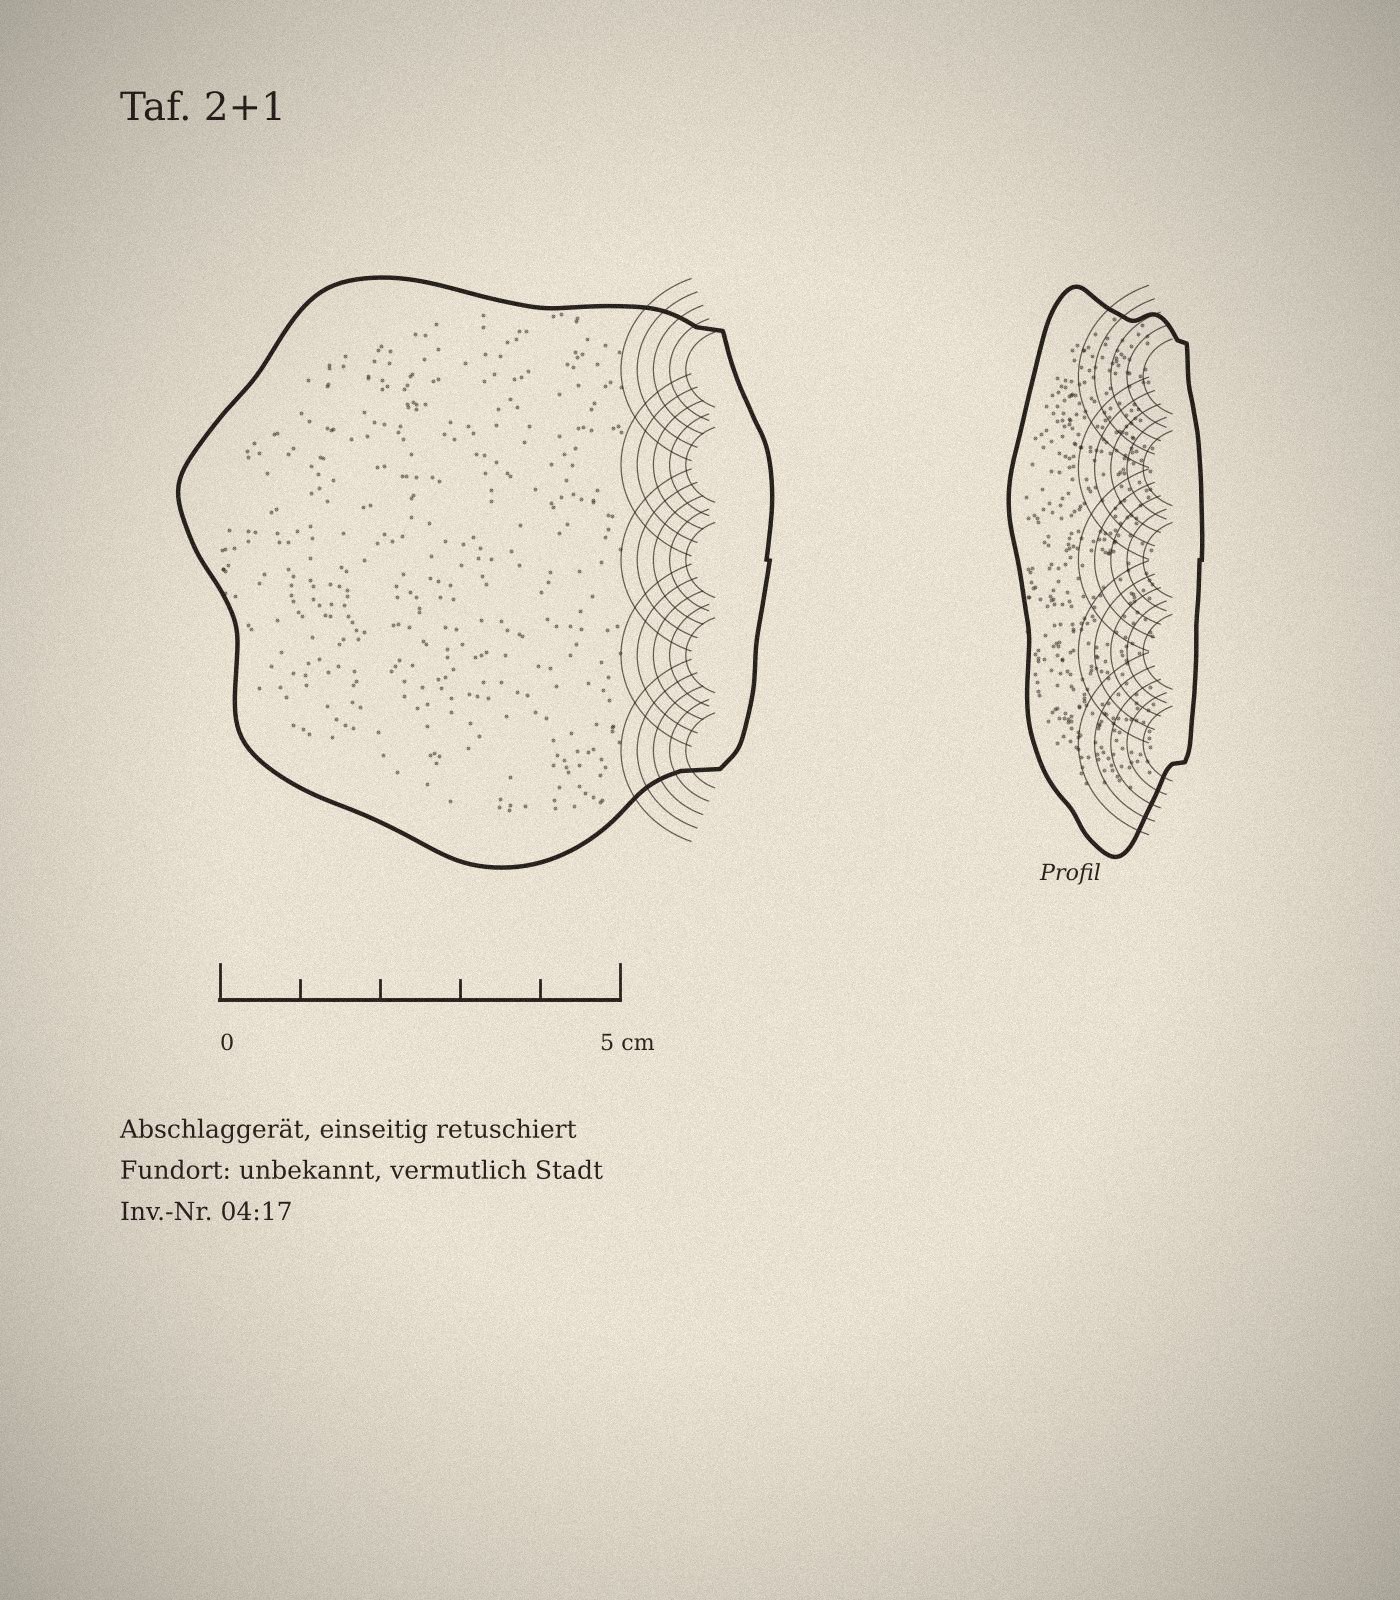 Taf. 2+1
Profil
0
5 cm
Abschlaggerät, einseitig retuschiert
Fundort: unbekannt, vermutlich Stadt
Inv.-Nr. 04:17